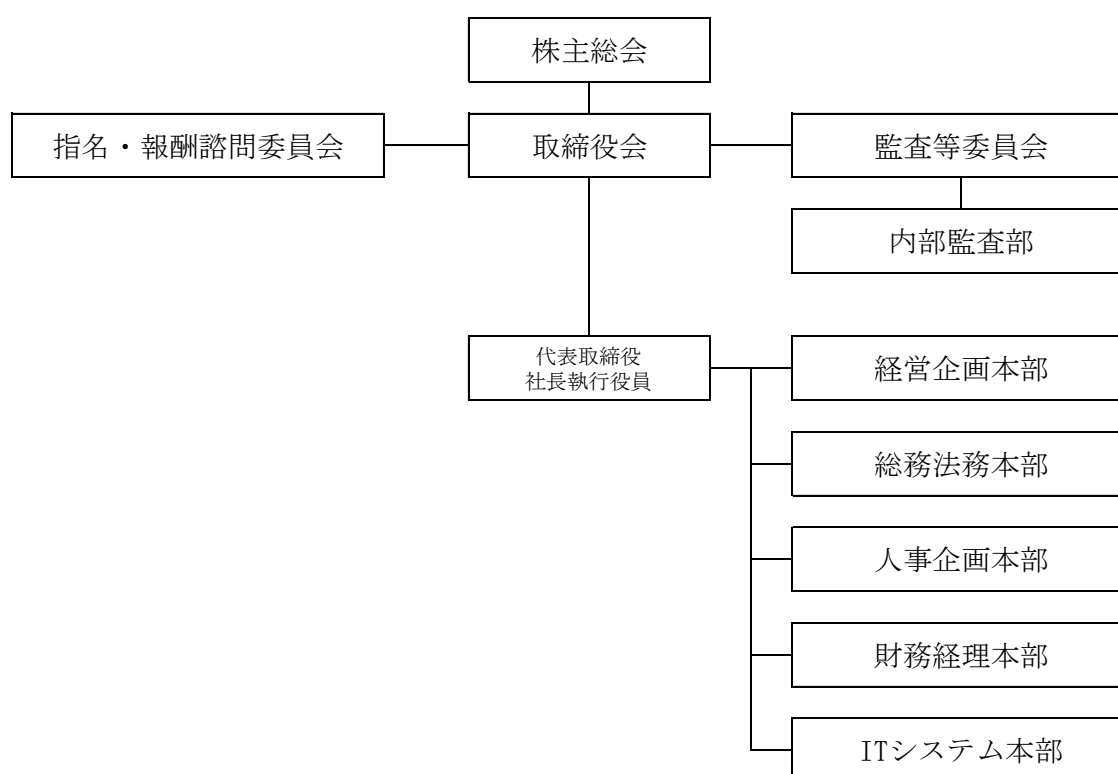 株主総会
指名・報酬諮問委員会
取締役会
監査等委員会
内部監査部
代表取締役
社長執行役員
経営企画本部
総務法務本部
人事企画本部
財務経理本部
ITシステム本部